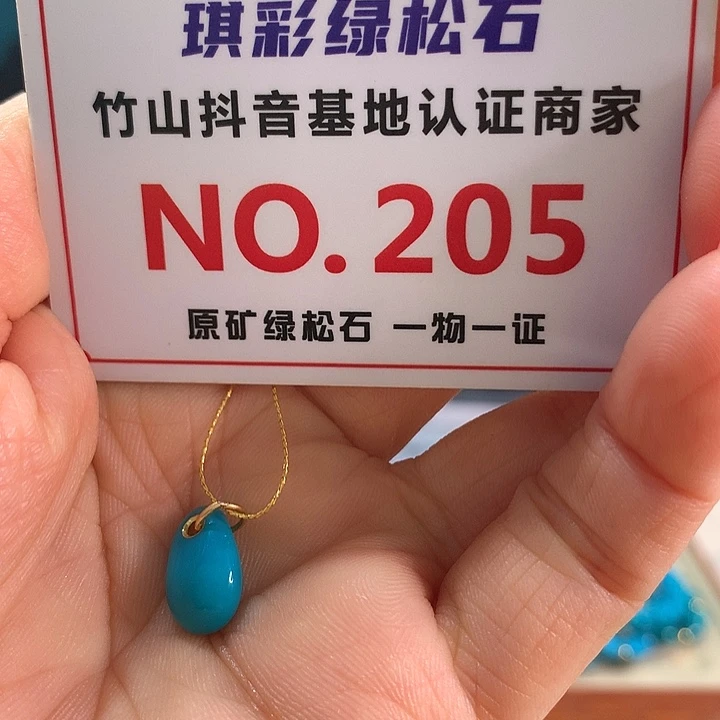 琪彩绿松石
竹山抖音基地认证商家
NO.205
原矿绿松石 一物一证